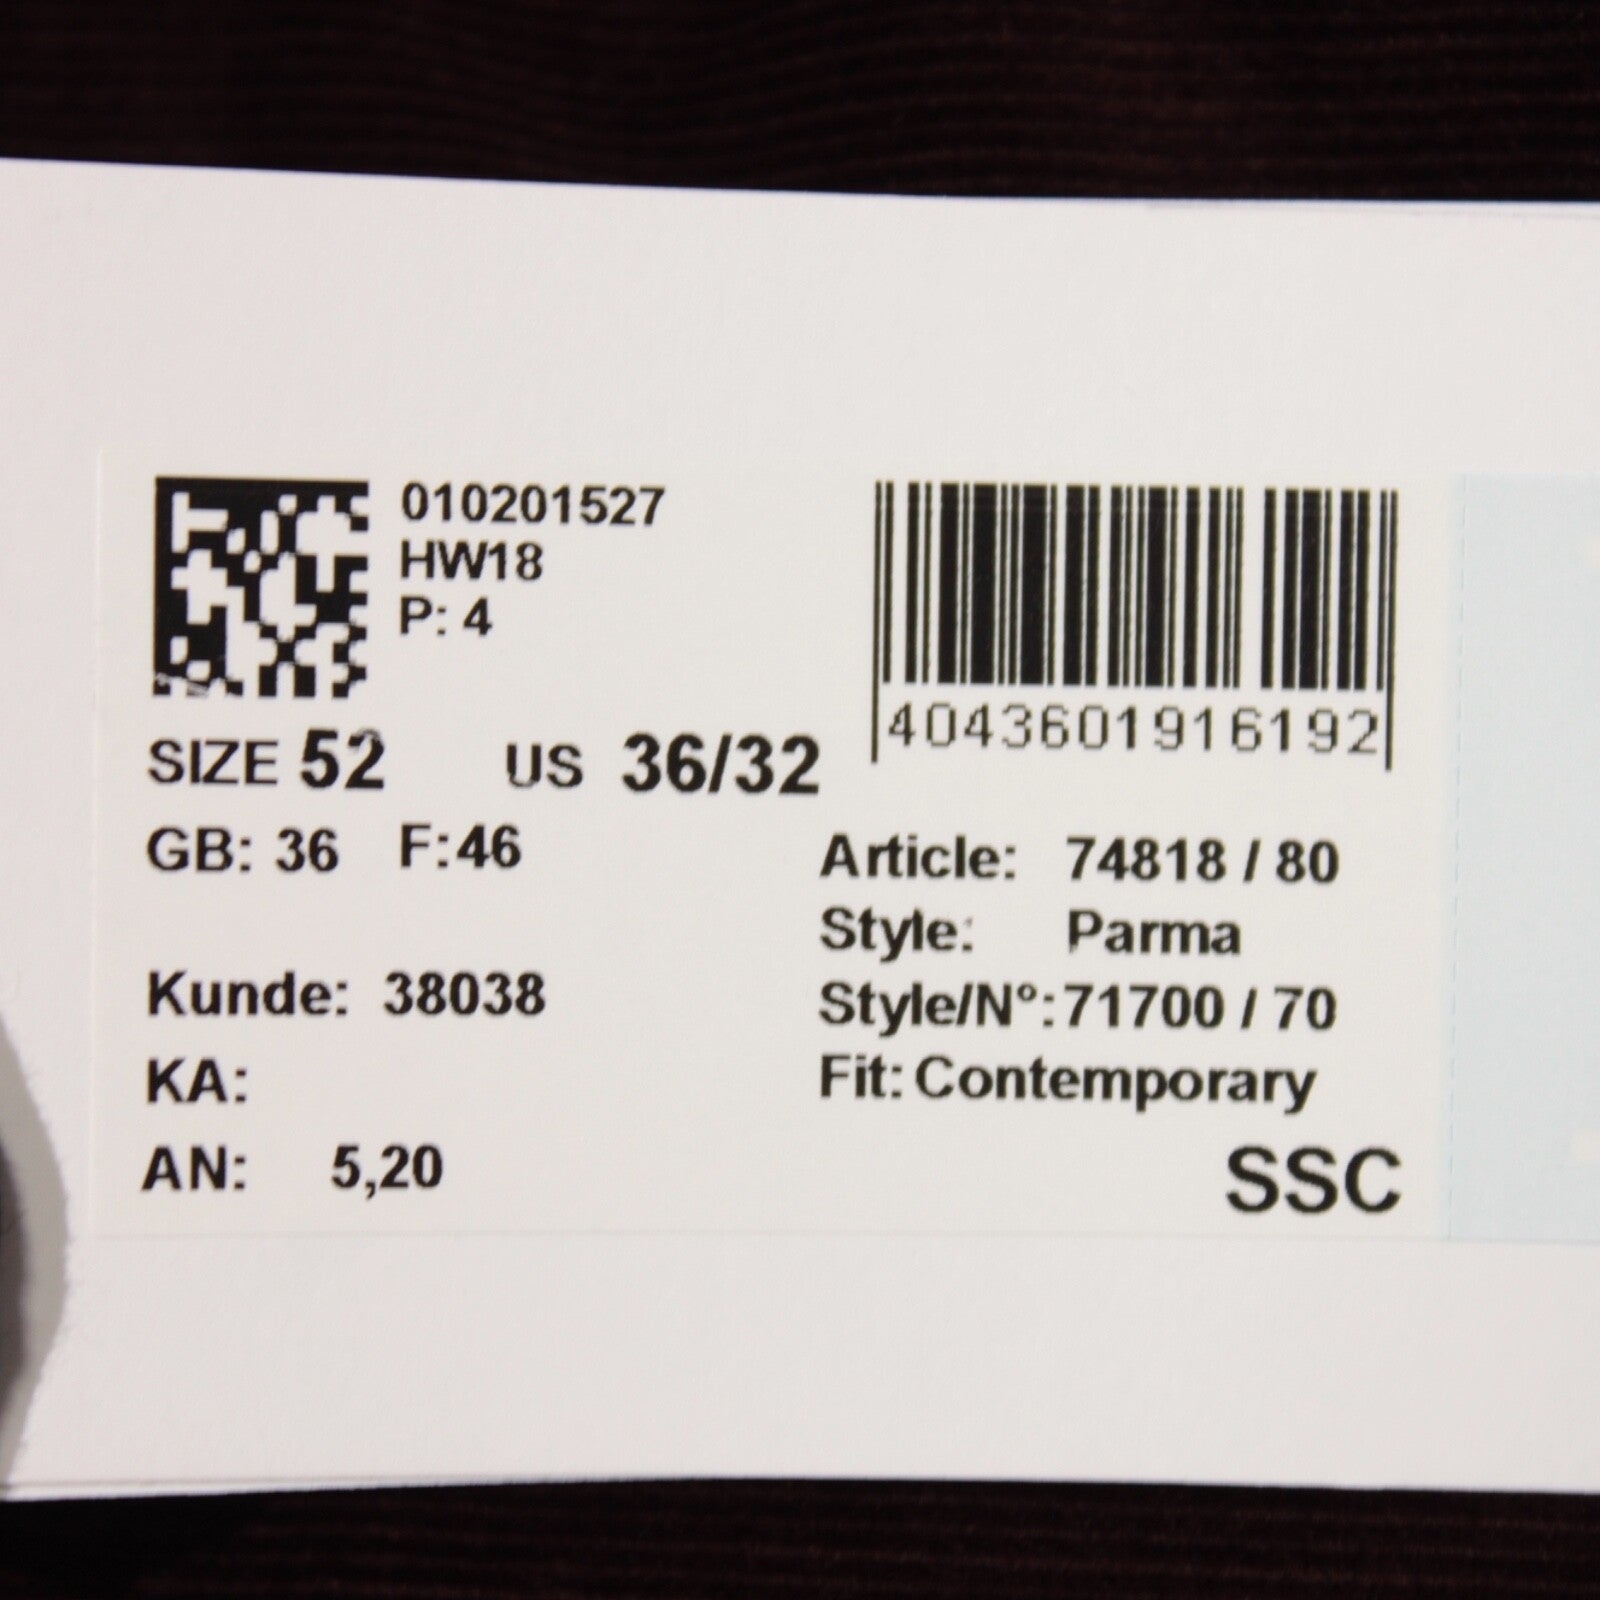 010201527
HW18
P: 4
4043601916192
SIZE 52 US 36/32
GB: 36 F:46
Article: 74818 / 80
Style: Parma
Kunde: 38038
Style/N°: 71700 / 70
KA:
Fit: Contemporary
AN: 5,20
SSC